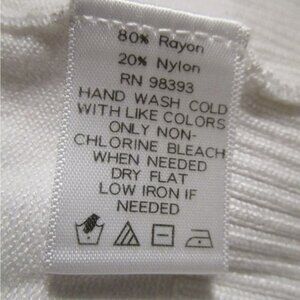 80% Rayon
20% Nylon
RN 98393
HAND WASH COLD
WITH LIKE COLORS
ONLY NON-
CHLORINE BLEACH
WHEN NEEDED
DRY FLAT
LOW IRON IF
NEEDED